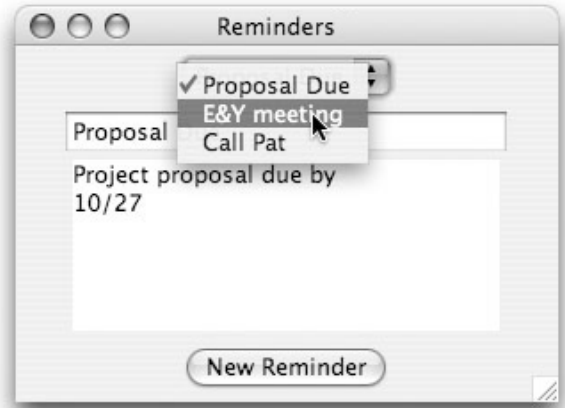 Reminders
Proposal Due
E&Y meeting
Call Pat
Proposal
Project proposal due by
10/27
New Reminder